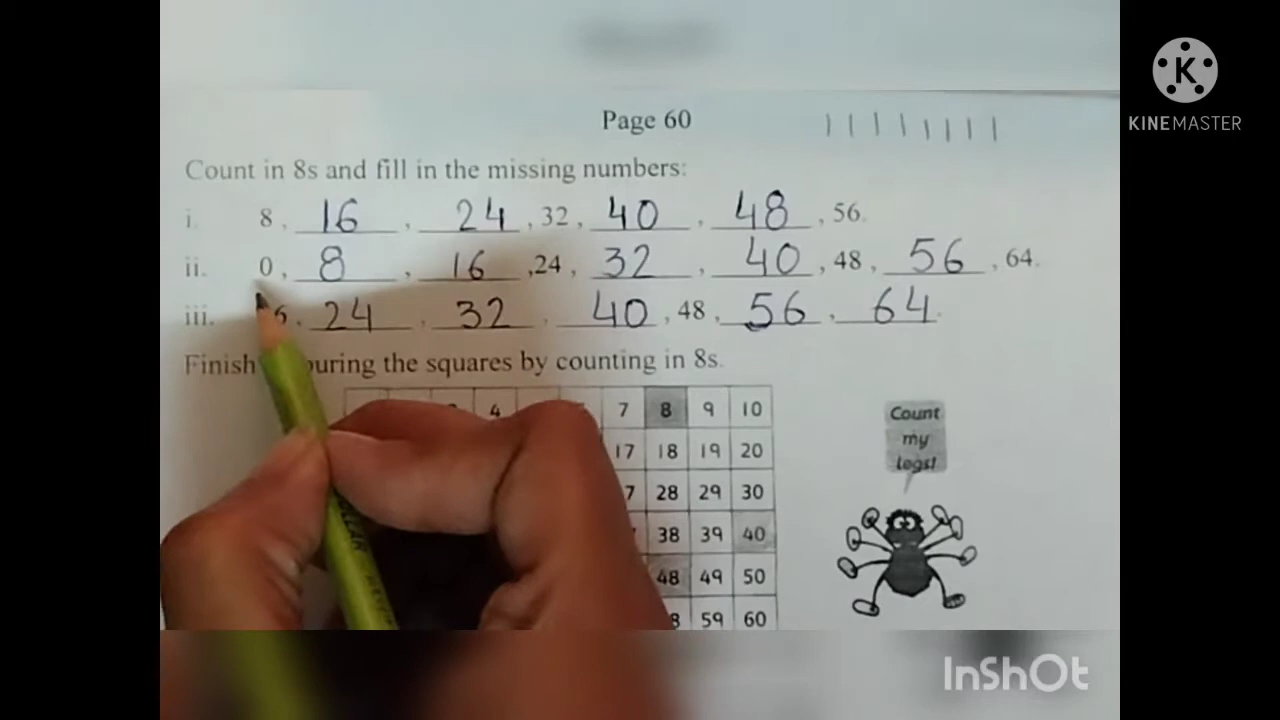 Page 60
Count in 8s and fill in the missing numbers:
i. 8, 16, 24, 32, 40, 48, 56.
ii. 0, 8, 16, 24, 32, 40, 48, 56, 64.
iii. 24, 32, 40, 48, 56, 64.
Finish squares by counting in 8s.
4 7 8 9 10
17 18 19 20
28 29 30
38 39 40
48 49 50
59 60
Count
my
legs!
K
KINEMASTER
InShOt